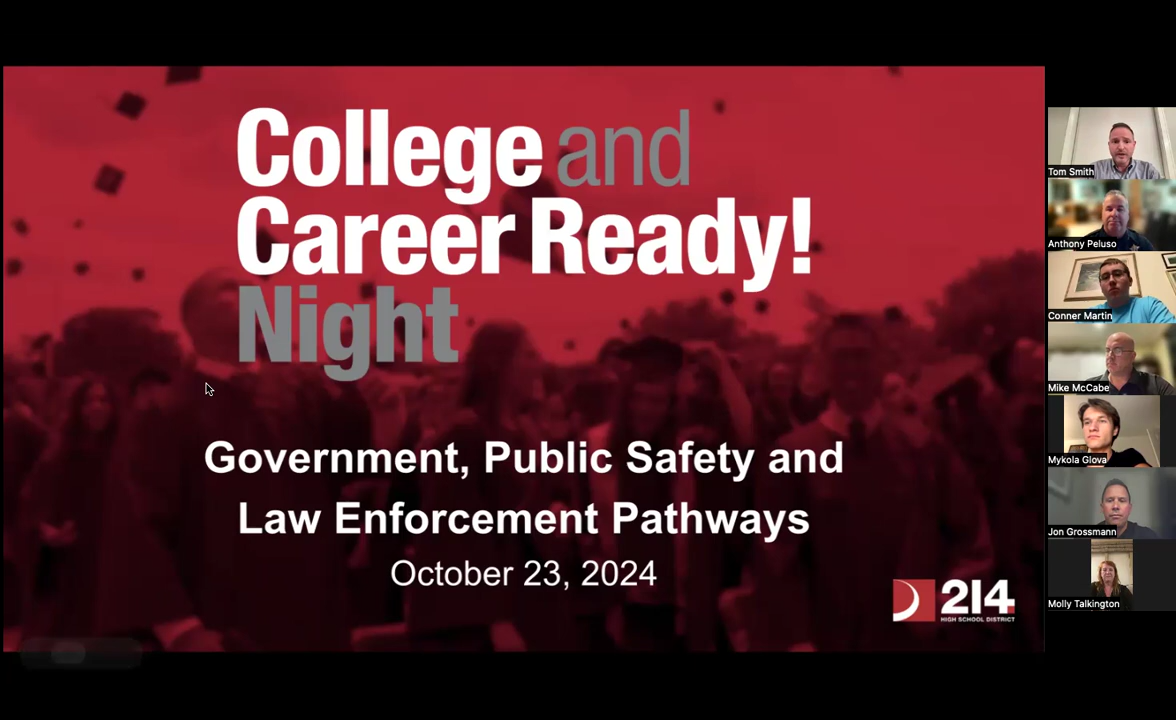 College and
Career Ready!
Night
Government, Public Safety and
Law Enforcement Pathways
October 23, 2024
214
HIGH SCHOOL DISTRICT
Tom Smith
Anthony Peluso
Conner Martin
Mike McCabe
Mykola Glova
Jon Grossmann
Molly Talkington